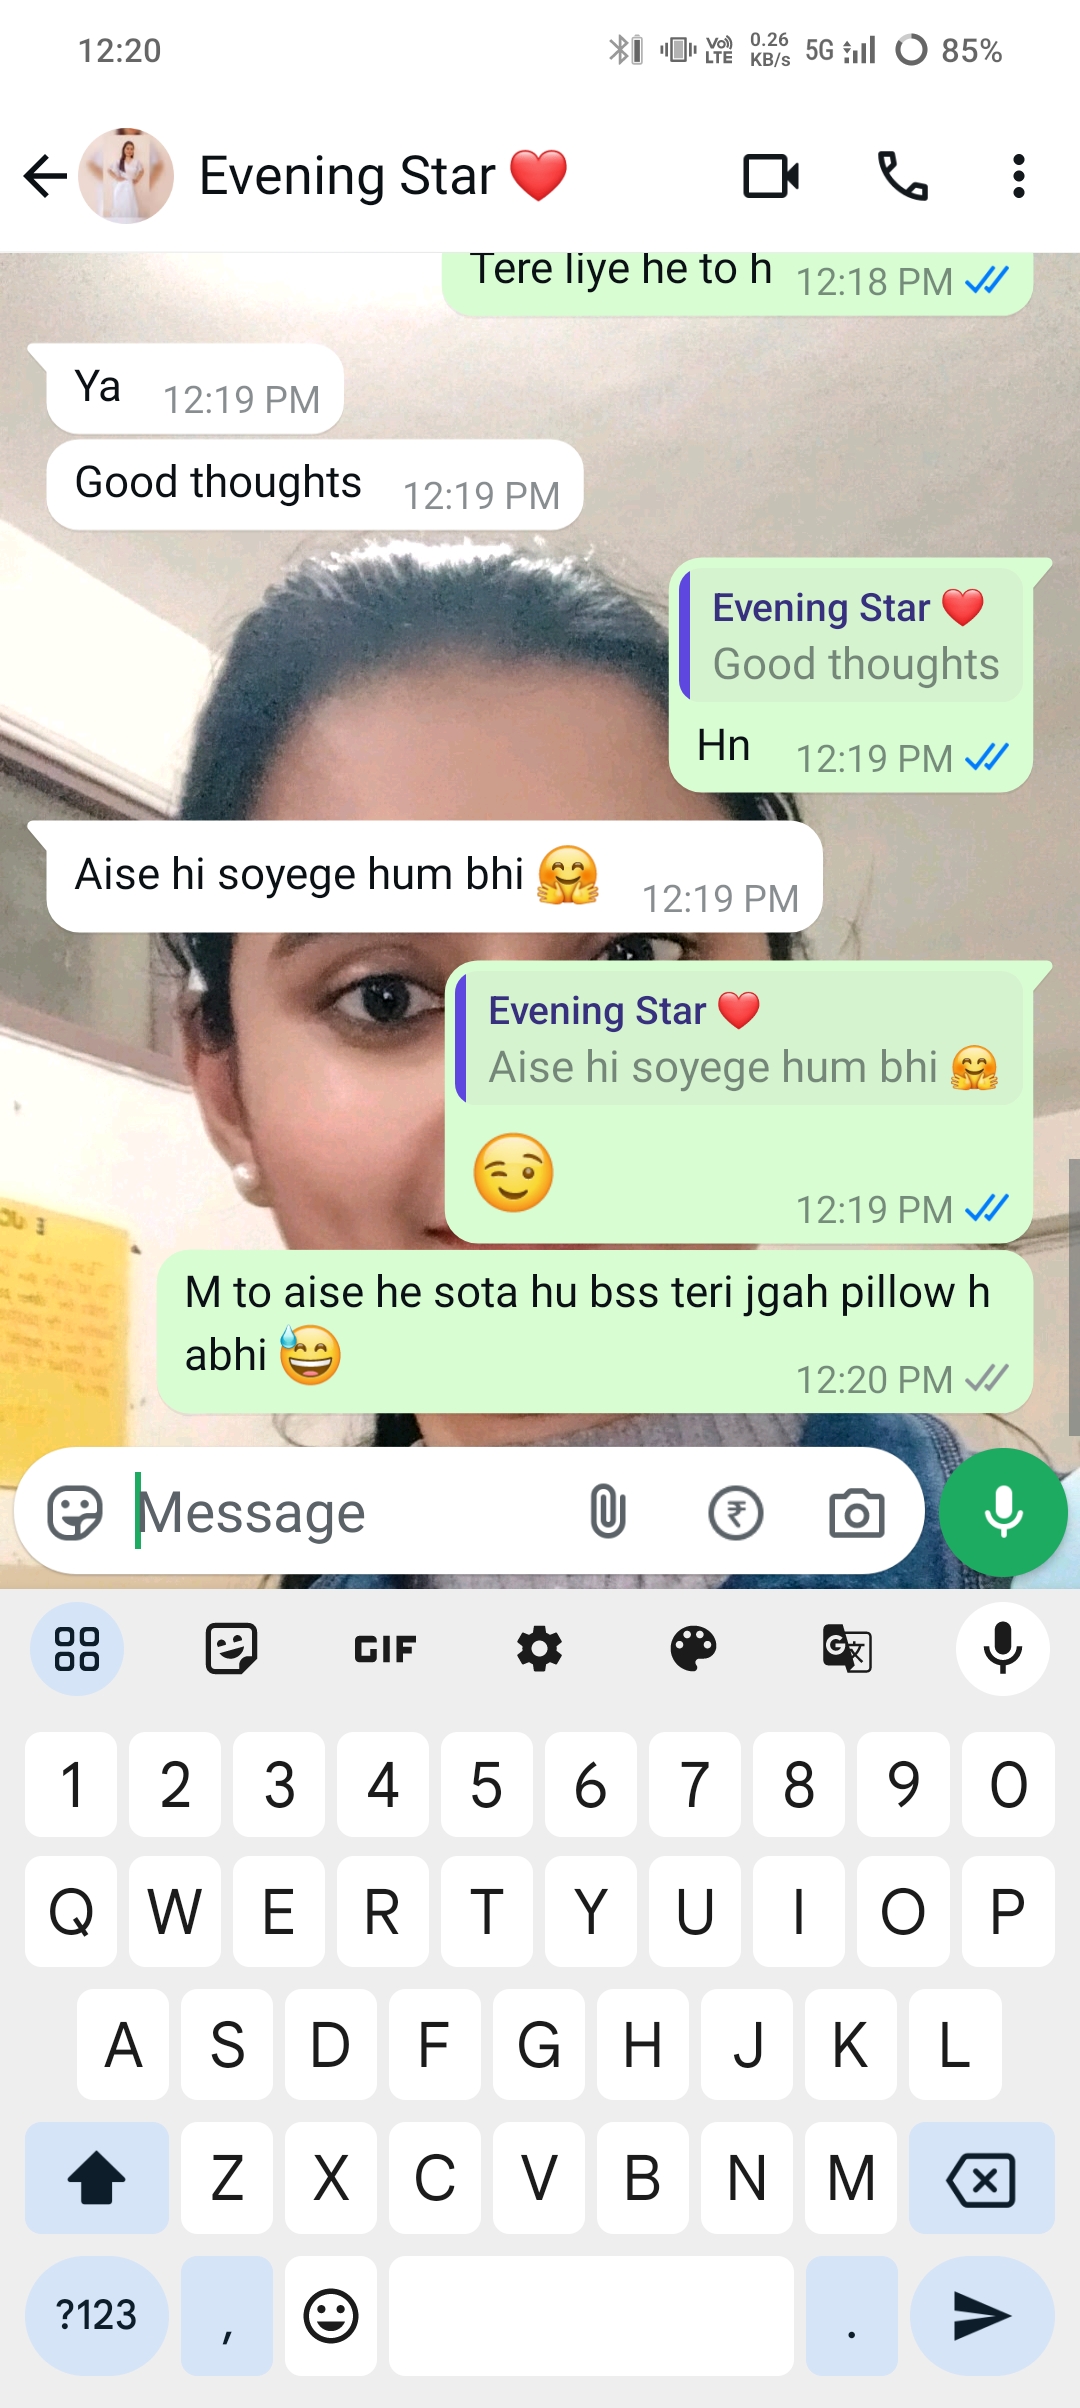 12:20
Vo)) LTE 0.26 KB/s 5G 85%
Evening Star ❤️
Tere liye he to h 12:18 PM
Ya 12:19 PM
Good thoughts 12:19 PM
Evening Star ❤️
Good thoughts
Hn 12:19 PM
Aise hi soyege hum bhi 🤗 12:19 PM
Evening Star ❤️
Aise hi soyege hum bhi 🤗
😉
12:19 PM
M to aise he sota hu bss teri jgah pillow h
abhi 😅 12:20 PM
Message
GIF
1 2 3 4 5 6 7 8 9 0
Q W E R T Y U I O P
A S D F G H J K L
Z X C V B N M
?123 , .